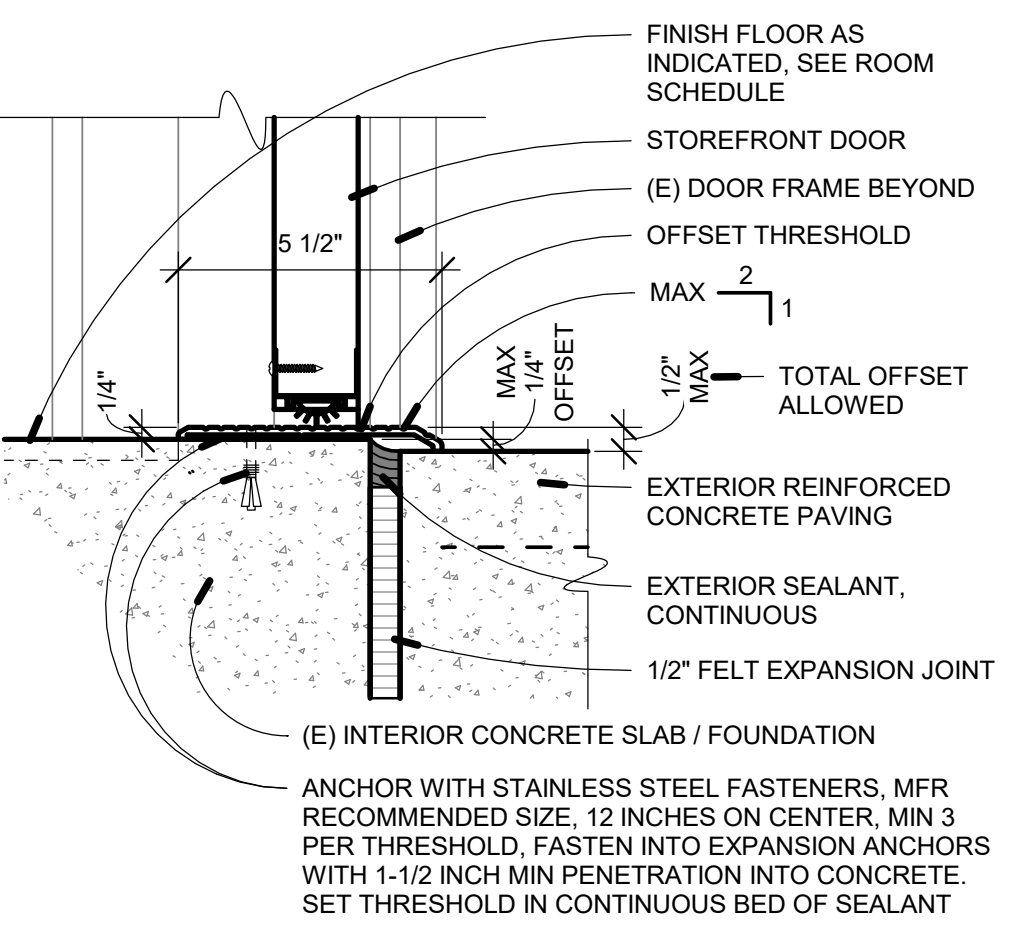 FINISH FLOOR AS
INDICATED, SEE ROOM
SCHEDULE
STOREFRONT DOOR
(E) DOOR FRAME BEYOND
5 1/2"
OFFSET THRESHOLD
MAX
2
1
1/4"
MAX
1/4"
OFFSET
1/2"
MAX
TOTAL OFFSET
ALLOWED
EXTERIOR REINFORCED
CONCRETE PAVING
EXTERIOR SEALANT,
CONTINUOUS
1/2" FELT EXPANSION JOINT
(E) INTERIOR CONCRETE SLAB / FOUNDATION
ANCHOR WITH STAINLESS STEEL FASTENERS, MFR
RECOMMENDED SIZE, 12 INCHES ON CENTER, MIN 3
PER THRESHOLD, FASTEN INTO EXPANSION ANCHORS
WITH 1-1/2 INCH MIN PENETRATION INTO CONCRETE.
SET THRESHOLD IN CONTINUOUS BED OF SEALANT